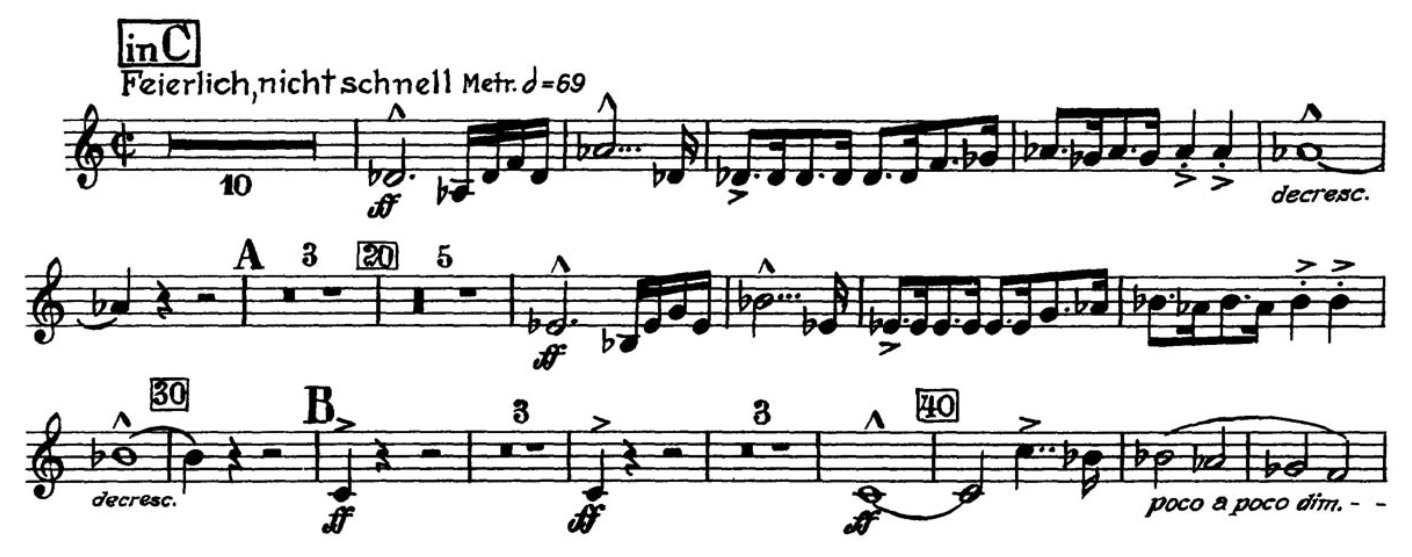 in C
Feierlich, nicht schnell Metr. 𝅗𝅥=69
10 ff decresc.
A 3 20 5
ff
30 B 3 3 40
decresc. ff ff ff poco a poco dim. - -